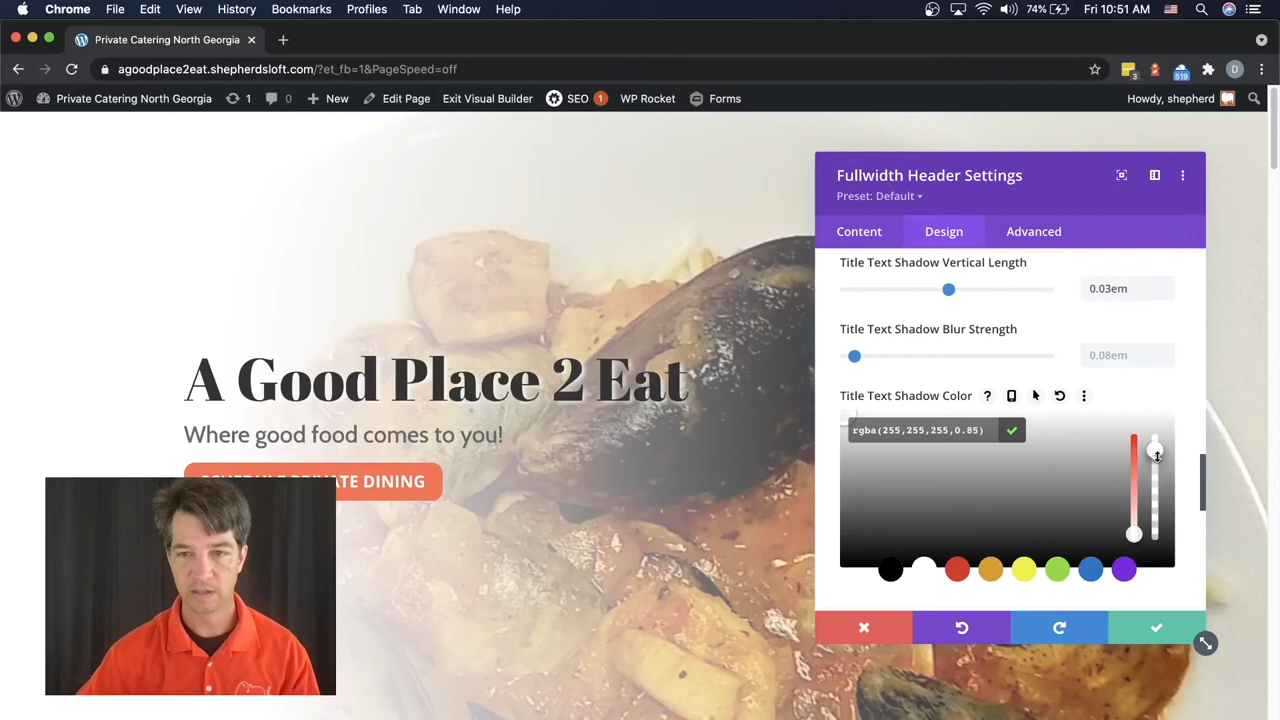 Chrome File Edit View History Bookmarks Profiles Tab Window Help 74% Fri 10:51 AM
Private Catering North Georgia
agoodplace2eat.shepherdsloft.com/?et_fb=1&PageSpeed=off 3 619 D
Private Catering North Georgia 1 0 New Edit Page Exit Visual Builder SEO 1 WP Rocket Forms Howdy, shepherd
Fullwidth Header Settings
Preset: Default
Content Design Advanced
Title Text Shadow Vertical Length
0.03em
Title Text Shadow Blur Strength
0.08em
Title Text Shadow Color ?
rgba(255,255,255,0.85)
A Good Place 2 Eat
Where good food comes to you!
SCHEDULE PRIVATE DINING